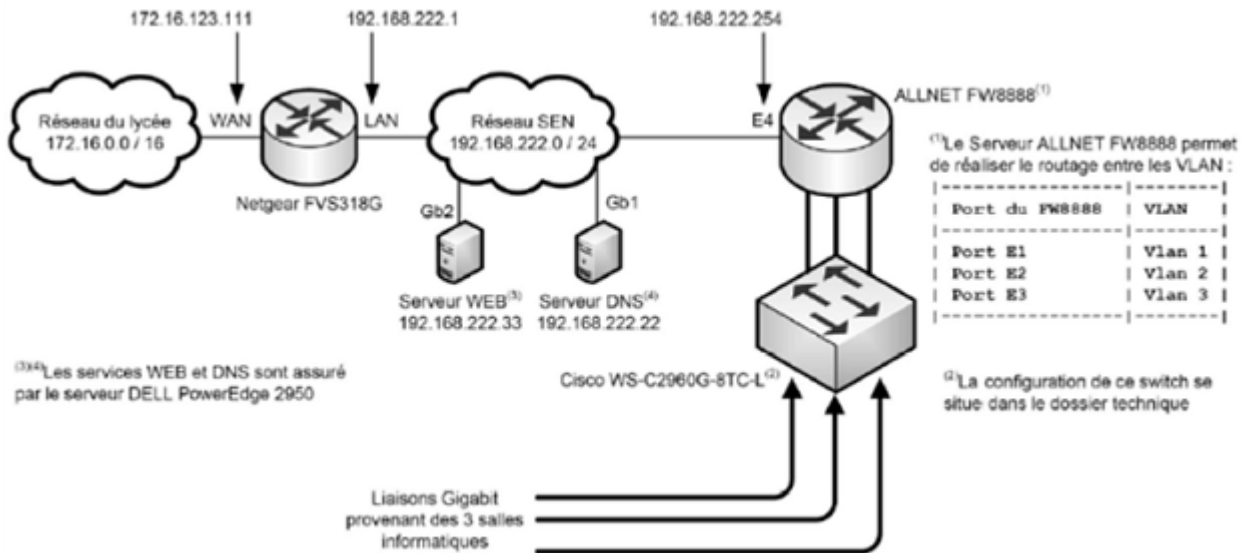 172.16.123.111
192.168.222.1
192.168.222.254
Réseau du lycée
172.16.0.0 / 16
WAN
LAN
Netgear FVS318G
Réseau SEN
192.168.222.0 / 24
E4
ALLNET FW8888(1)
(1)Le Serveur ALLNET FW8888 permet
de réaliser le routage entre les VLAN :
|--------------------|--------|
| Port du FW8888 | VLAN
|--------------------|--------|
| Port E1 | Vlan 1 |
| Port E2 | Vlan 2 |
| Port E3 | Vlan 3 |
|--------------------|--------|
Gb2
Gb1
Serveur WEB(3)
192.168.222.33
Serveur DNS(4)
192.168.222.22
(3)(4)Les services WEB et DNS sont assuré
par le serveur DELL PowerEdge 2950
Cisco WS-C2960G-8TC-L(2)
(2)La configuration de ce switch se
situe dans le dossier technique
Liaisons Gigabit
provenant des 3 salles
informatiques